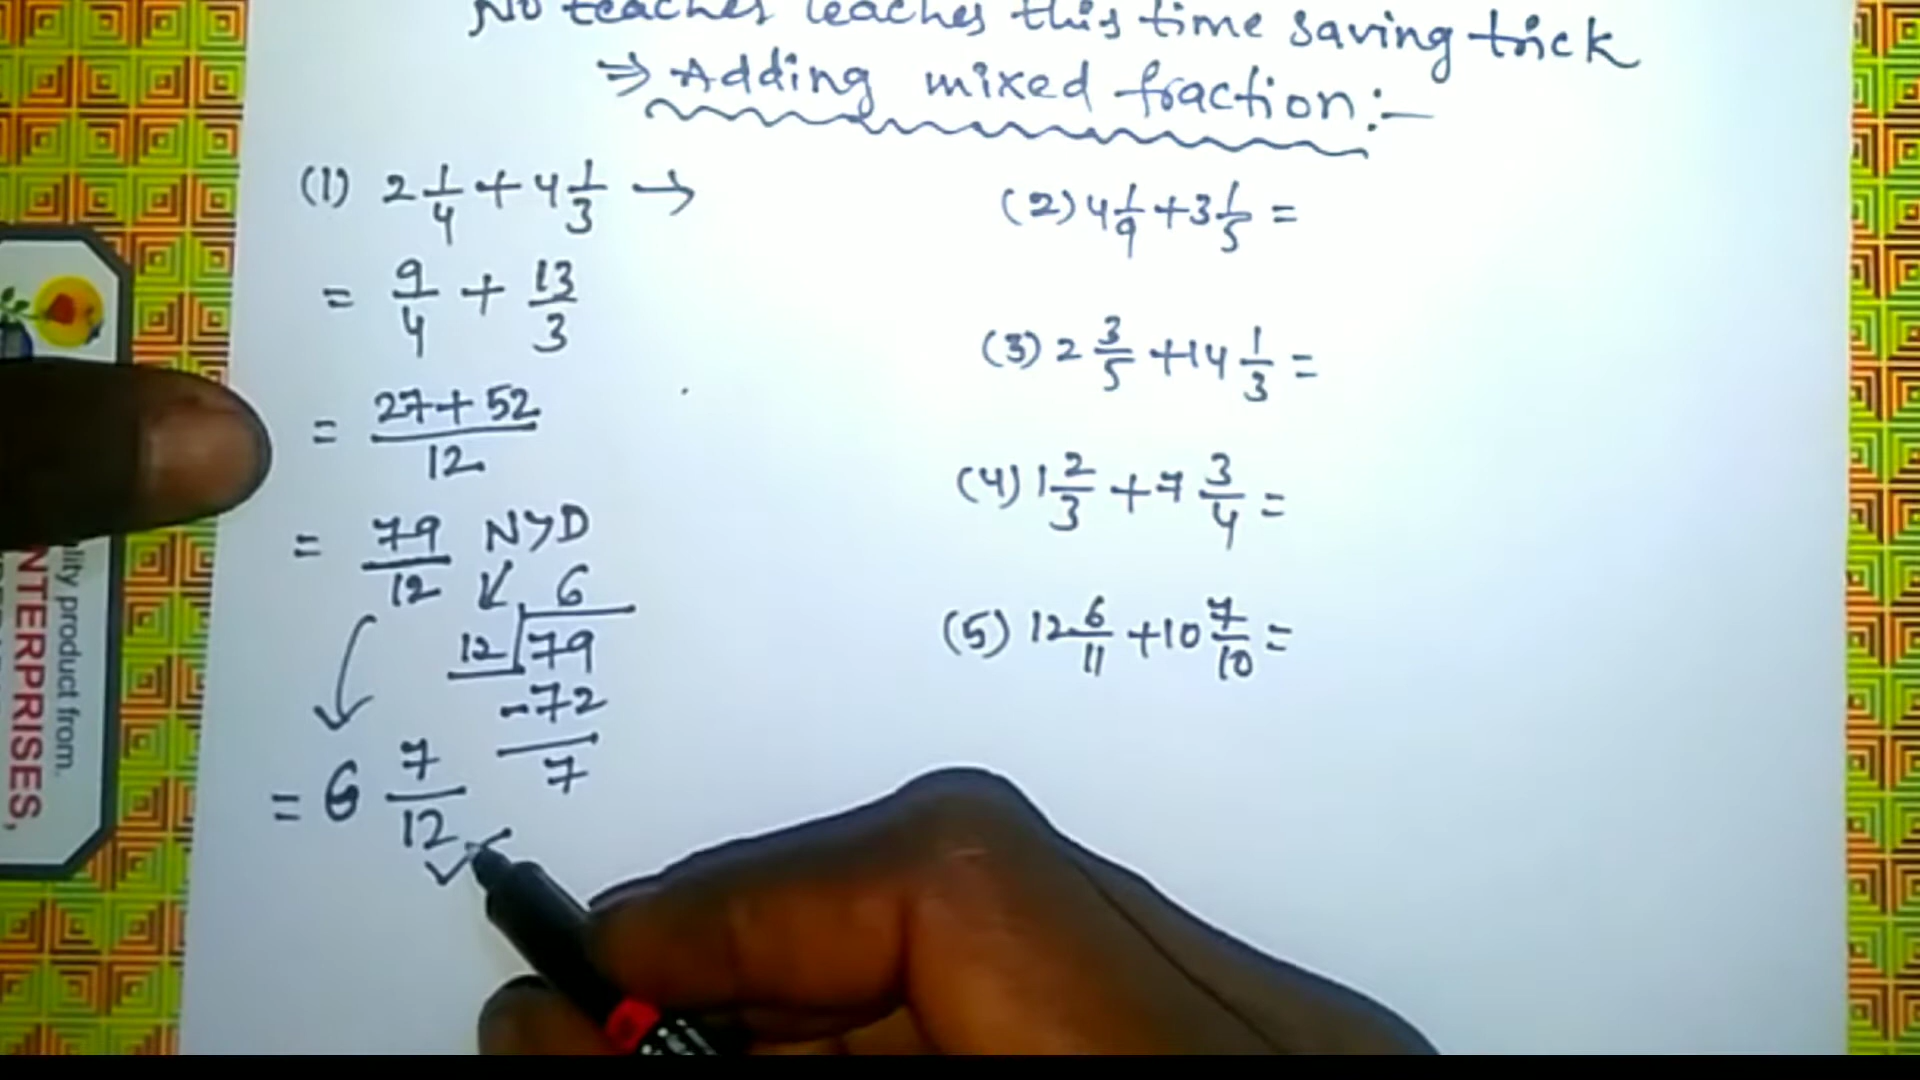 No teacher teaches this time saving trick
⇒ Adding mixed fraction:-
(1) 2 1/4 + 4 1/3 →
= 9/4 + 13/3
= 27+52/12
= 79/12 N>D
6
12 79
-72
7
= 6 7/12
(2) 4 1/9 + 3 1/5 =
(3) 2 3/5 + 14 1/3 =
(4) 1 2/3 + 7 3/4 =
(5) 12 6/11 + 10 7/10 =
lity product from.
NTERPRISES,